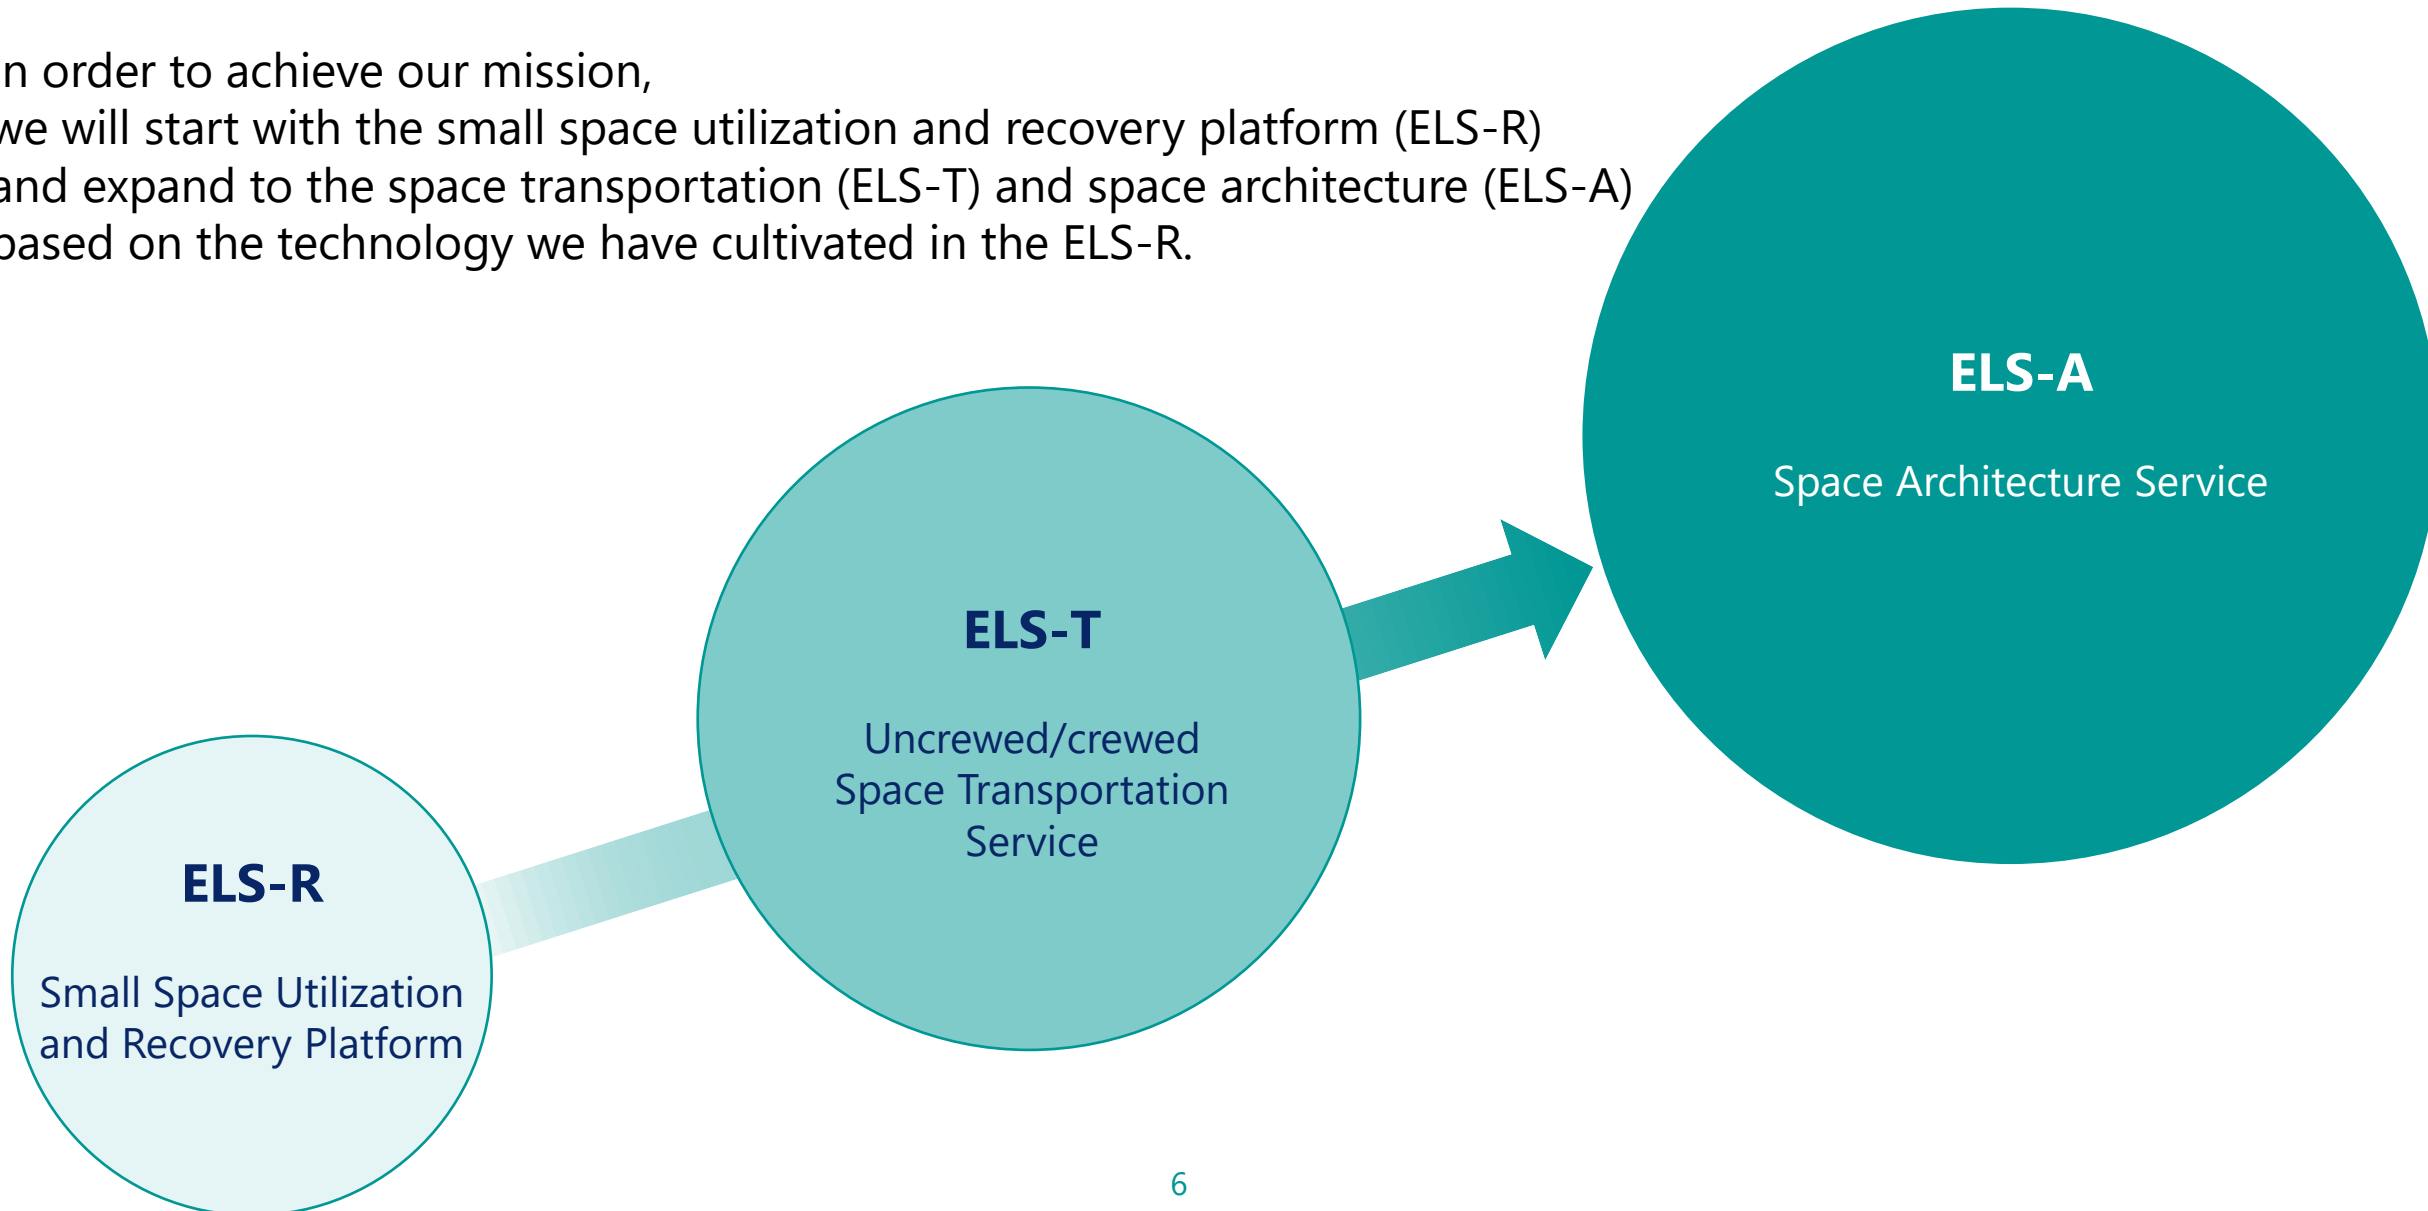 n order to achieve our mission,
we will start with the small space utilization and recovery platform (ELS-R)
and expand to the space transportation (ELS-T) and space architecture (ELS-A)
based on the technology we have cultivated in the ELS-R.
ELS-A
Space Architecture Service
ELS-T
Uncrewed/crewed
Space Transportation
Service
ELS-R
Small Space Utilization
and Recovery Platform
6